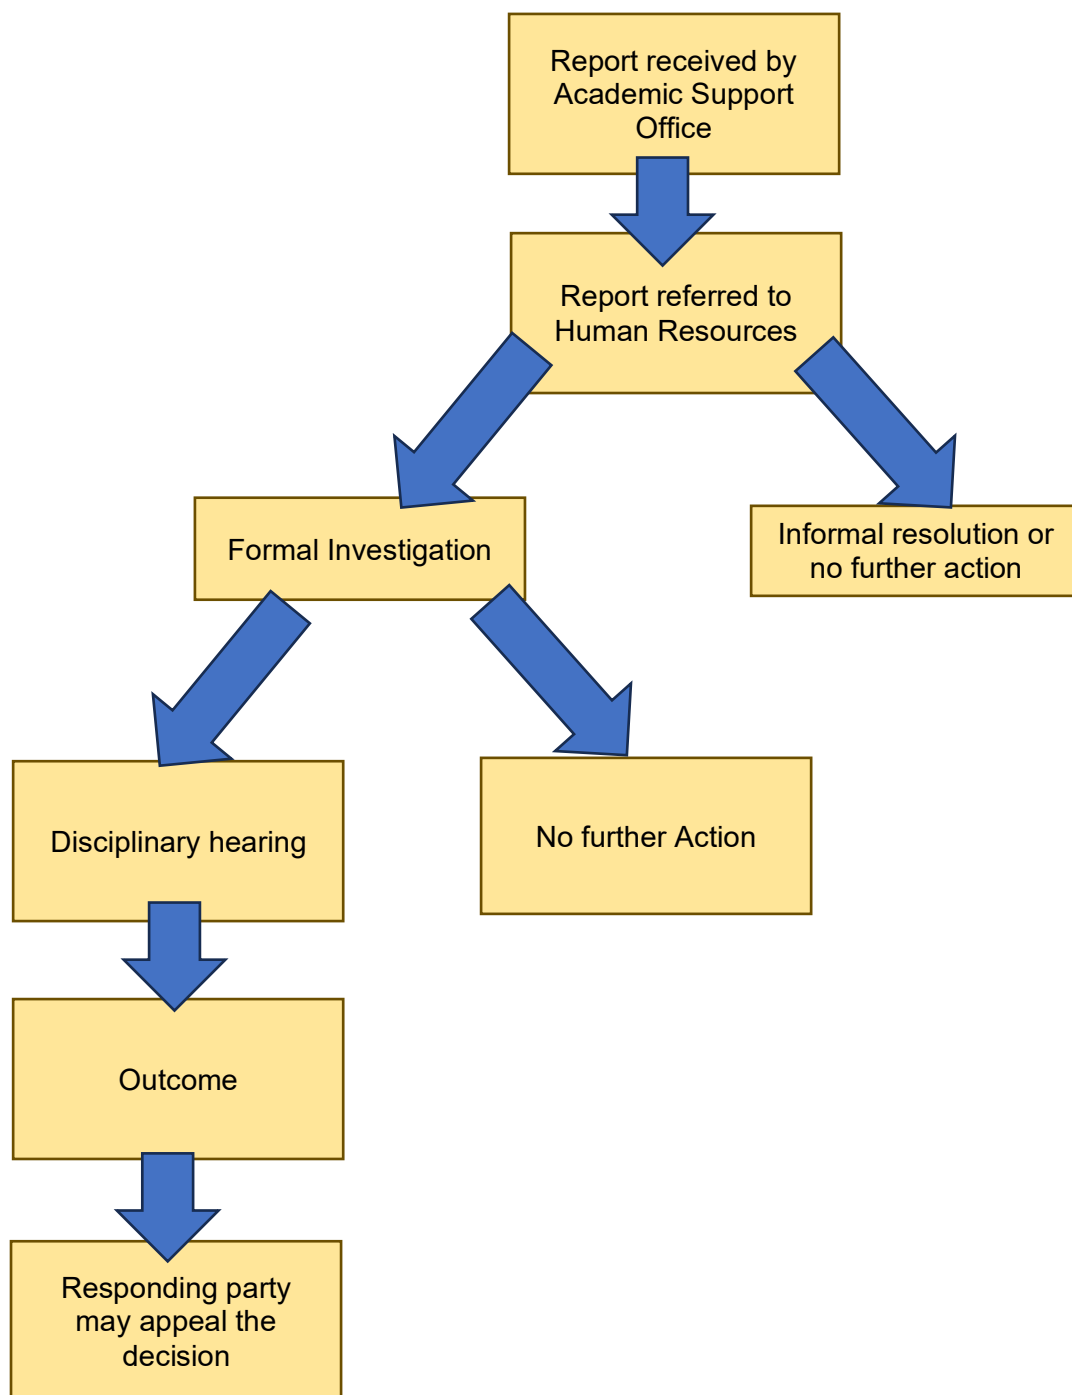 Report received by
Academic Support
Office
Report referred to
Human Resources
Formal Investigation
Informal resolution or
no further action
Disciplinary hearing
No further Action
Outcome
Responding party
may appeal the
decision